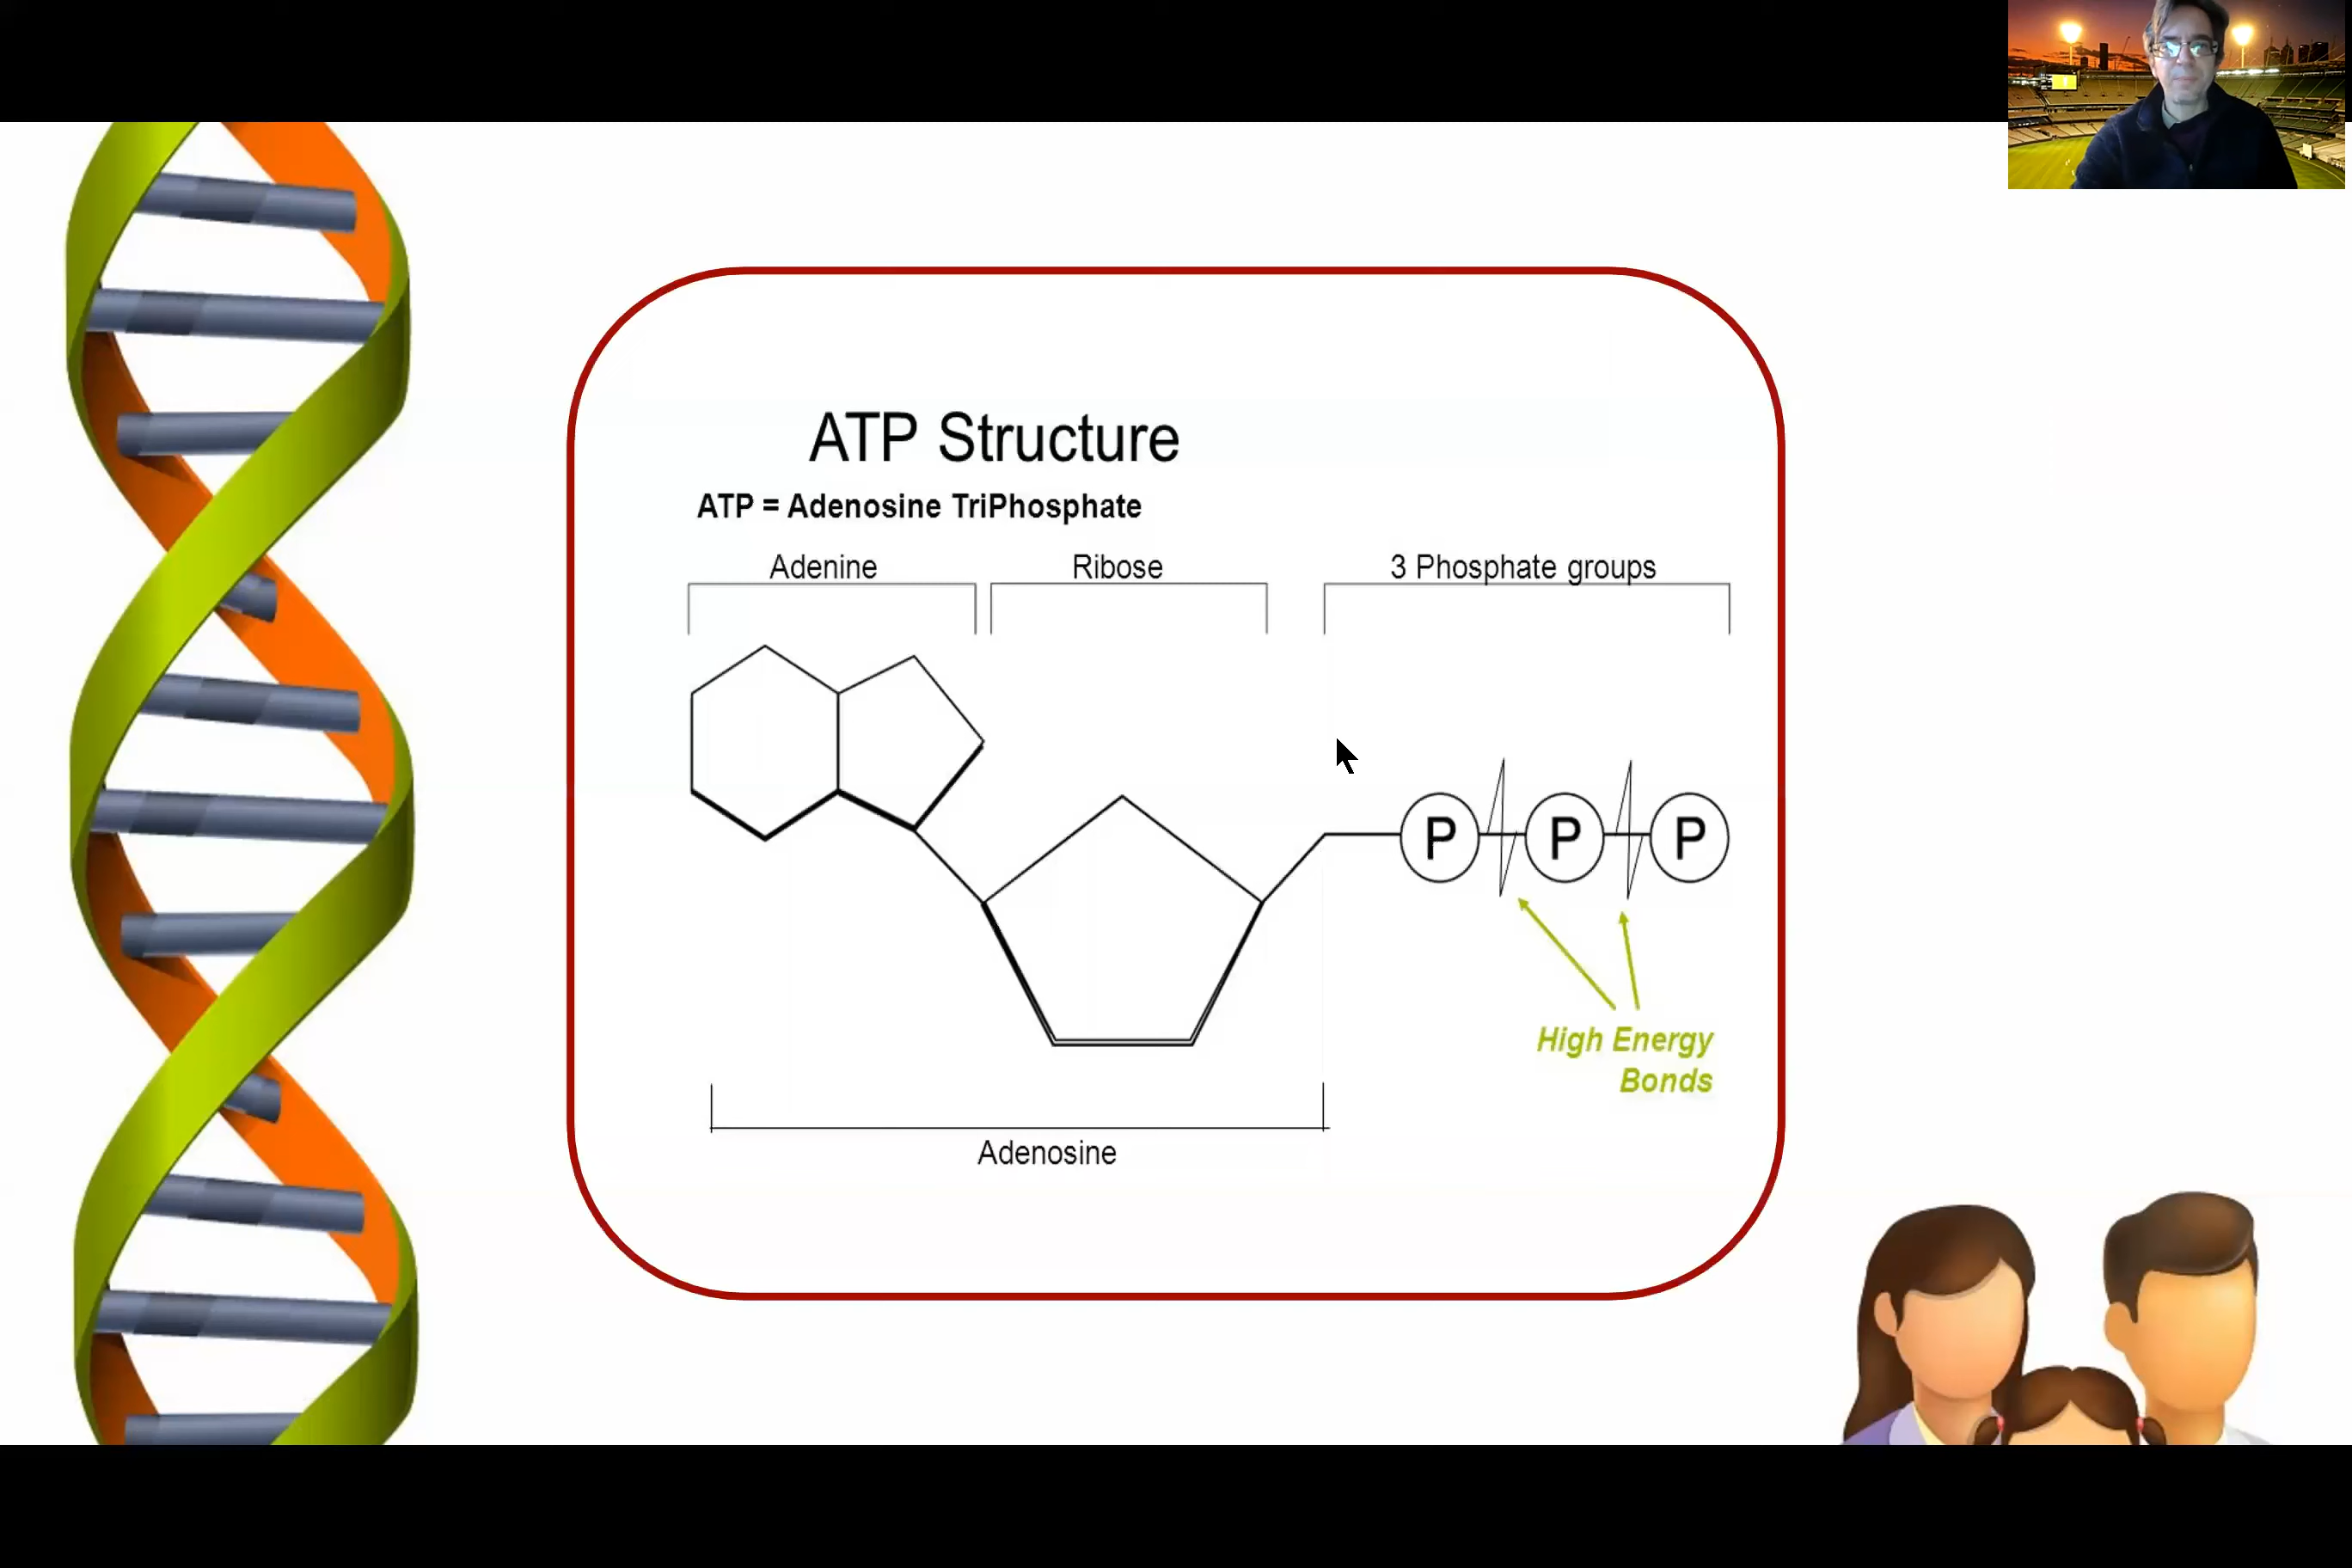 ATP Structure
ATP = Adenosine TriPhosphate
Adenine
Ribose
3 Phosphate groups
P
P
P
High Energy
Bonds
Adenosine